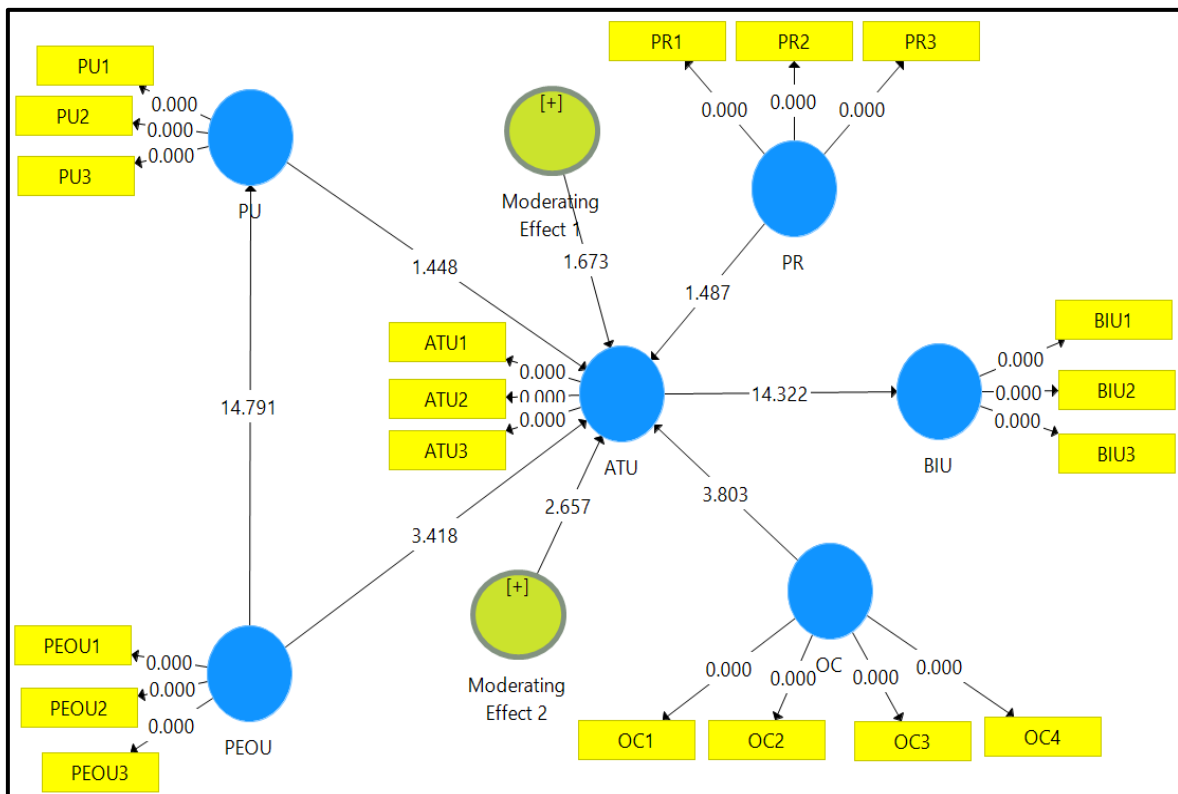 PU1
PU2
PU3
0.000
0.000
0.000
PU
[+]
Moderating
Effect 1
PR1
PR2
PR3
0.000
0.000
0.000
PR
1.448
1.673
1.487
ATU1
ATU2
ATU3
0.000
0.000
0.000
ATU
14.791
14.322
BIU1
BIU2
BIU3
0.000
0.000
0.000
BIU
3.418
2.657
3.803
[+]
Moderating
Effect 2
PEOU1
PEOU2
PEOU3
0.000
0.000
0.000
PEOU
OC
0.000
0.000
0.000
0.000
OC1
OC2
OC3
OC4